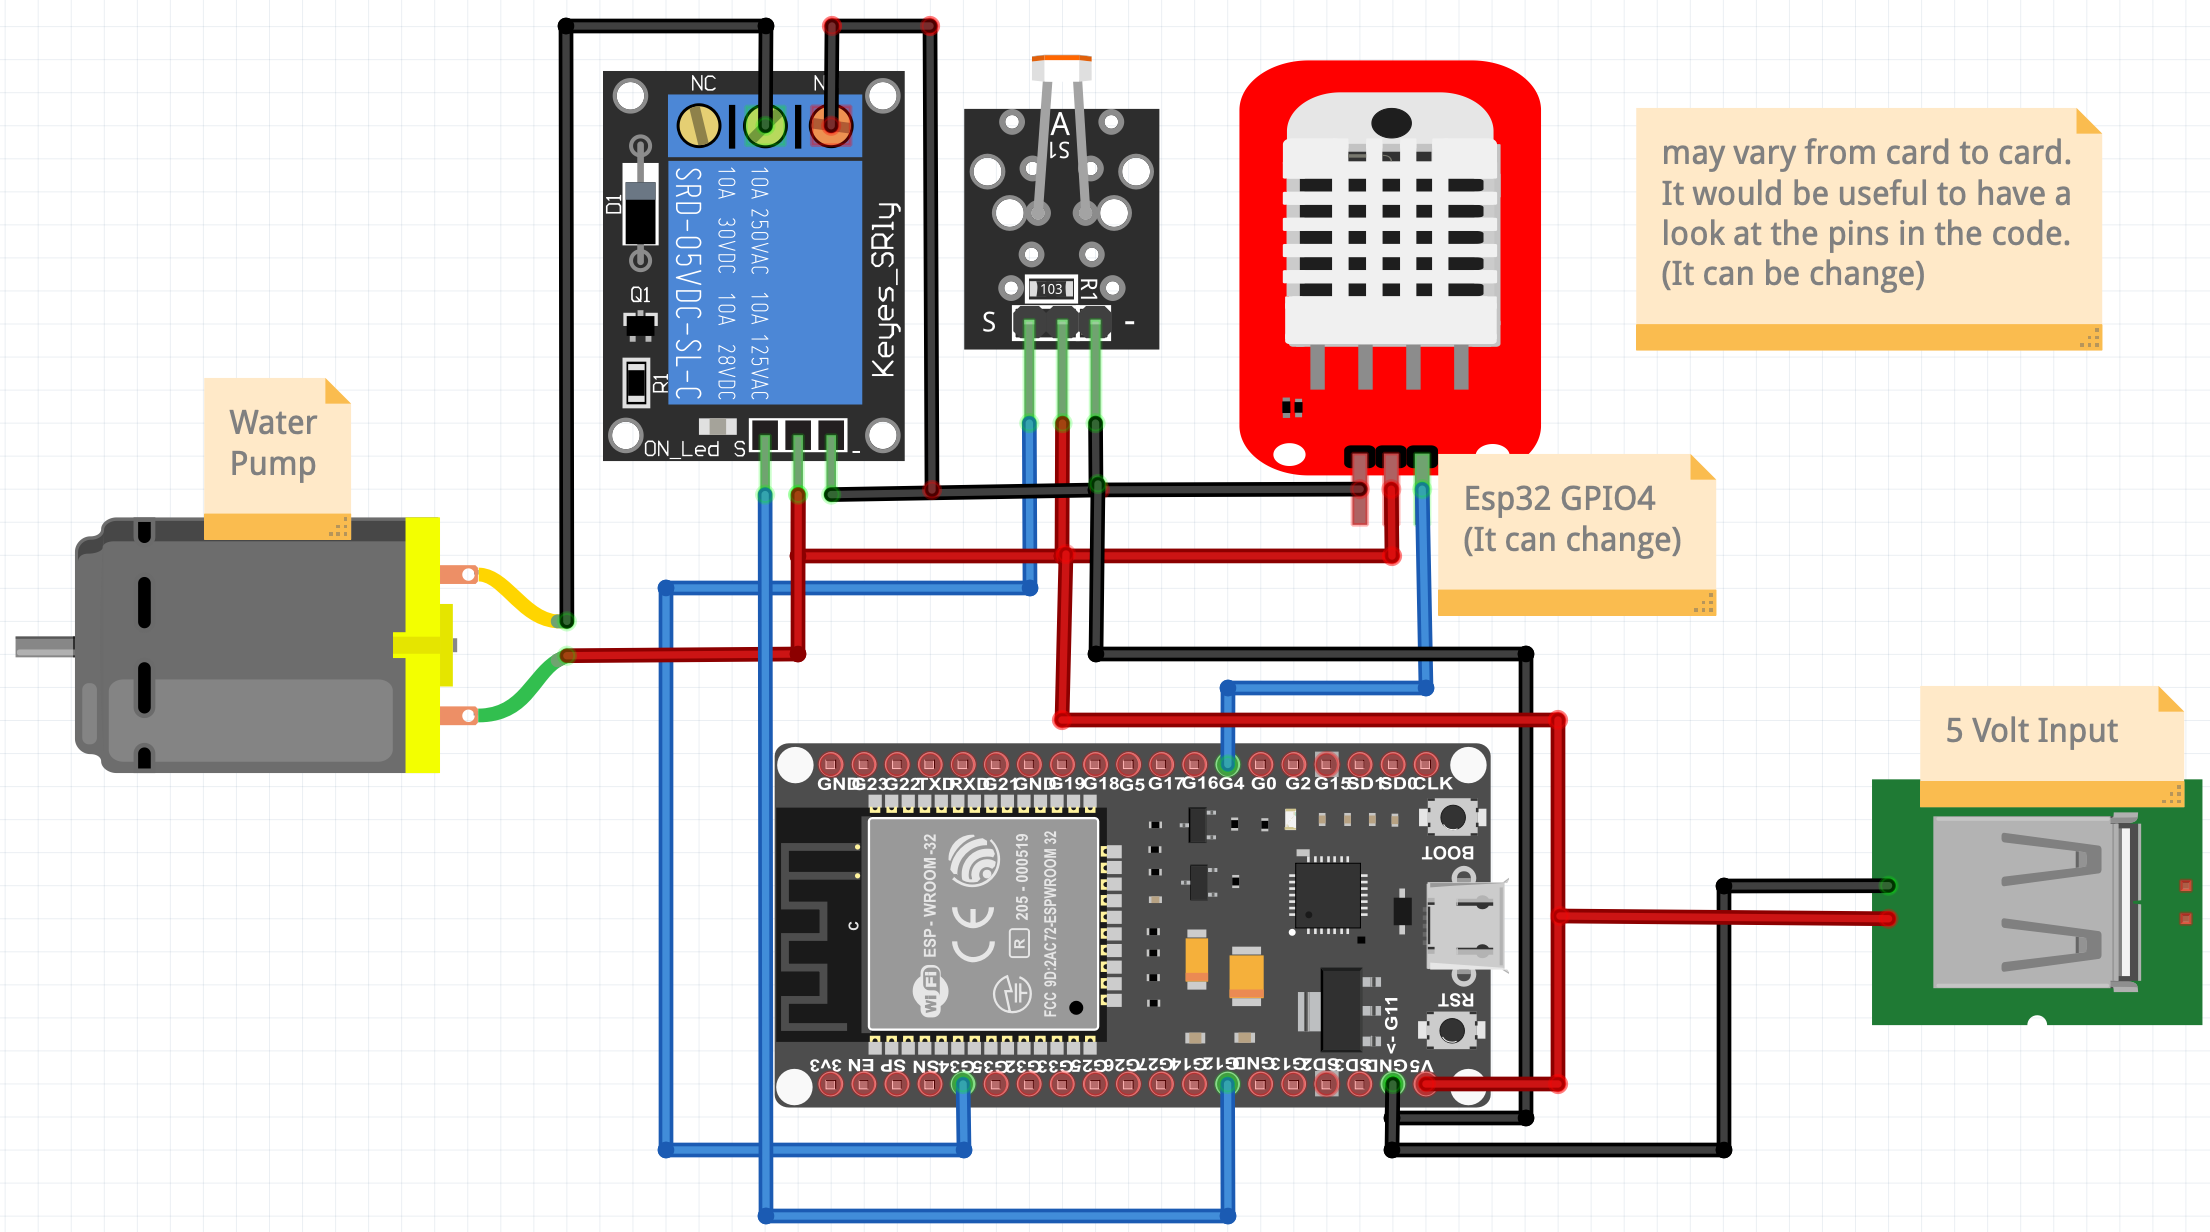 NC
N
D1
SRD-05VDC-SL-C
10A 30VDC 10A 28VDC
10A 250VAC 10A 125VAC
Keyes_SRly
Q1
R1
ON_Led S
-
A
S1
103
R1
S
-
may vary from card to card.
It would be useful to have a
look at the pins in the code.
(It can be change)
Water
Pump
Esp32 GPIO4
(It can change)
5 Volt Input
GND G23 G22 TXD RXD G21 GND G19 G18 G5 G17 G16 G4 G0 G2 G15 SD1 SD0 CLK
BOOT
ESP- WROOM -32
CE
R 205 - 000519
FCC 9D:2AC72-ESPWROOM 32
WiFi
C
RST
<- G11
3v3 EN SP SN G34 G35 G32 G33 G25 G26 G27 G14 G12 GND G13 SD2 SD3 GND V5